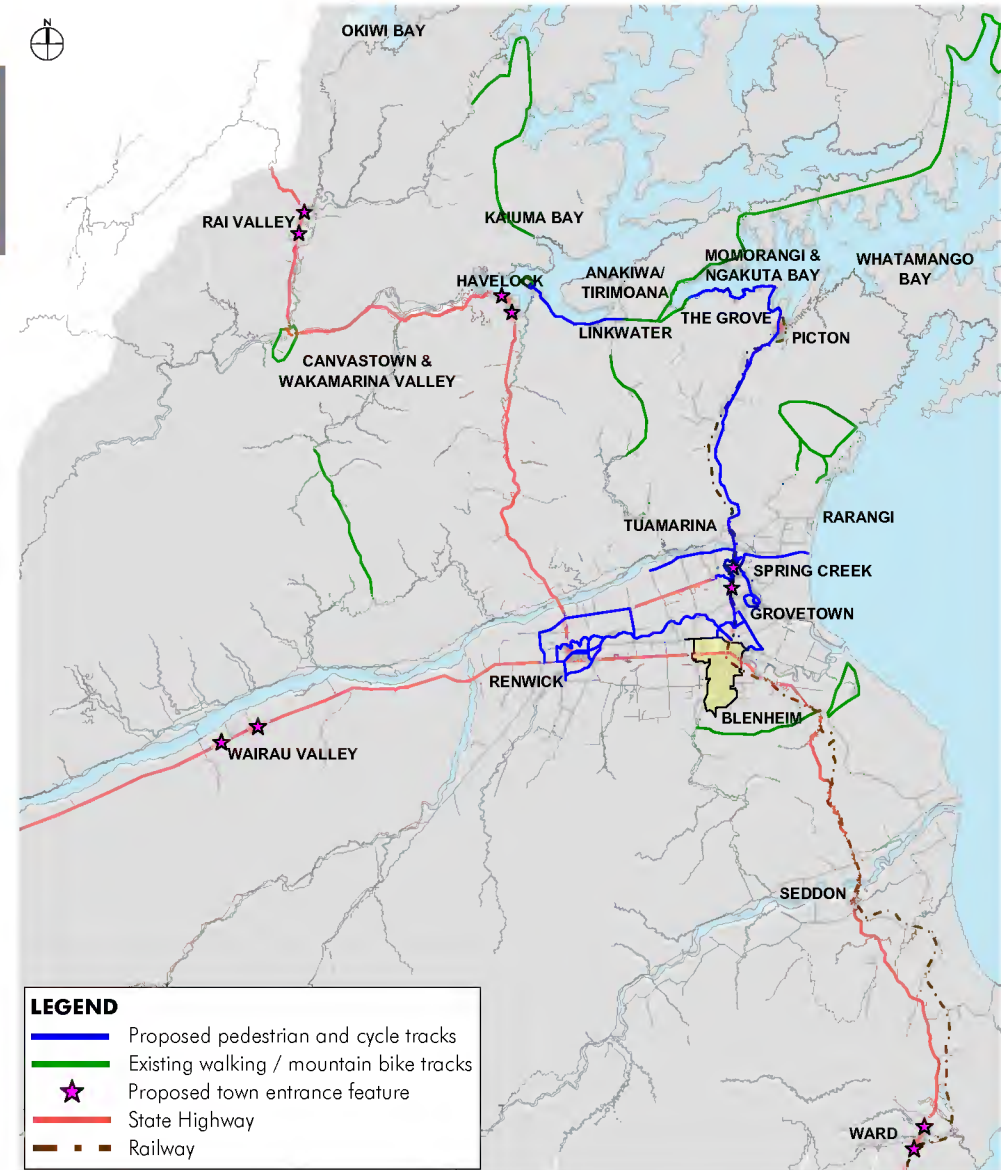 N
OKIWI BAY
RAI VALLEY
KAIUMA BAY
HAVELOCK
ANAKIWA/
TIRIMOANA
MOMORANGI &
NGAKUTA BAY
WHATAMANGO
BAY
LINKWATER
THE GROVE
PICTON
CANVASTOWN &
WAKAMARINA VALLEY
TUAMARINA
RARANGI
SPRING CREEK
GROVETOWN
RENWICK
BLENHEIM
WAIRAU VALLEY
SEDDON
WARD
LEGEND
Proposed pedestrian and cycle tracks
Existing walking / mountain bike tracks
Proposed town entrance feature
State Highway
Railway